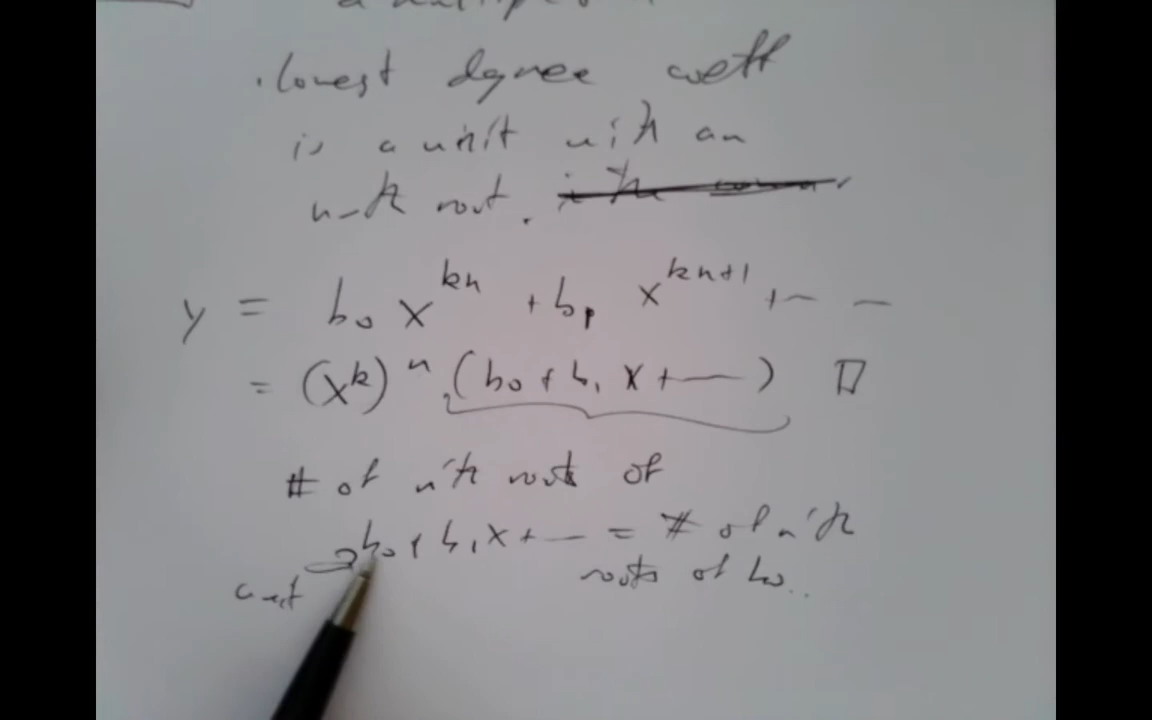 . lowest degree coeff
is a unit with an
n-th root.
y = b₀ x^{kn} + b₁ x^{kn+1} + - -
= (x^k)^n (b₀ + b₁ x + —) □
# of n'th roots of
b₀ + b₁ x + — = # of n'th
unit roots of b₀..